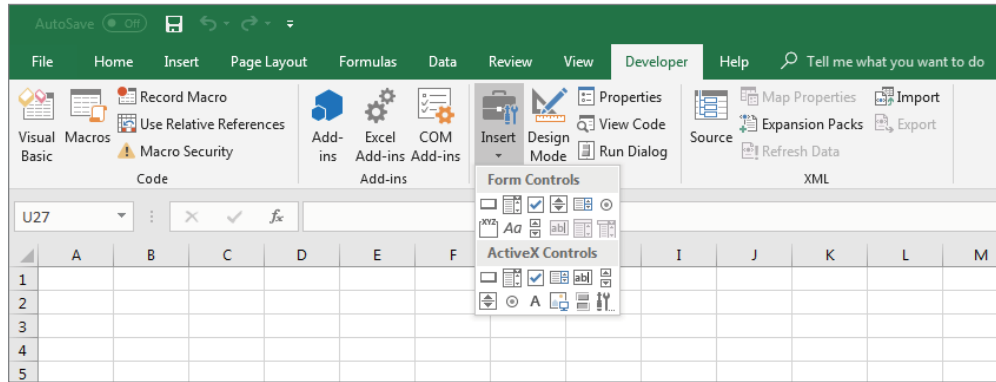 AutoSave Off
File Home Insert Page Layout Formulas Data Review View Developer Help Tell me what you want to do
Visual Basic
Macros
Record Macro
Use Relative References
Macro Security
Code
Add-ins
Excel Add-ins
COM Add-ins
Add-ins
Insert
Design Mode
Properties
View Code
Run Dialog
Source
Map Properties
Expansion Packs
Refresh Data
Import
Export
XML
Form Controls
XYZ Aa ab|
ActiveX Controls
ab|
A
U27 fx
A B C D E F I J K L M
1
2
3
4
5